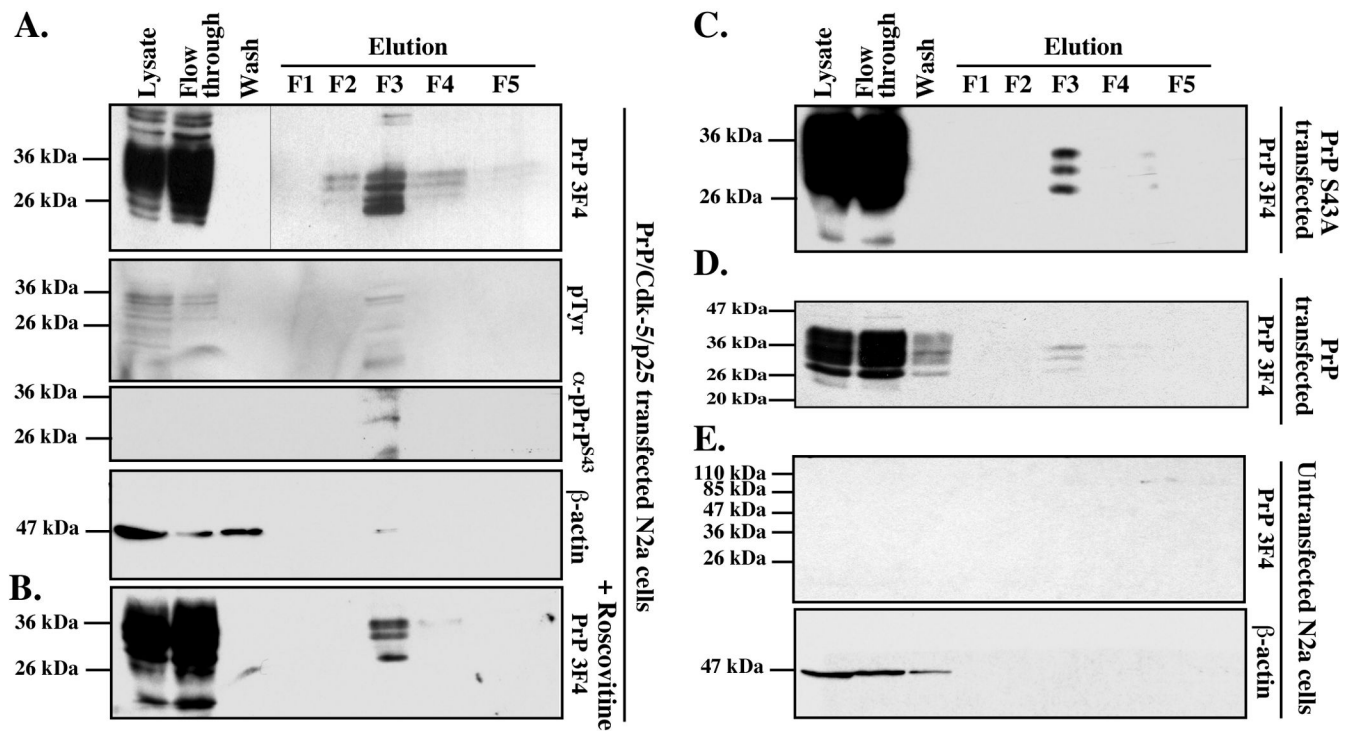 A.
Lysate
Flow
through
Wash
Elution
F1 F2 F3 F4 F5
36 kDa
26 kDa
PrP 3F4
36 kDa
26 kDa
pTyr
36 kDa
26 kDa
α-pPrP^S43
47 kDa
β-actin
B.
36 kDa
26 kDa
PrP 3F4
+ Roscovitine
PrP/Cdk-5/p25 transfected N2a cells
C.
Lysate
Flow
through
Wash
Elution
F1 F2 F3 F4 F5
36 kDa
26 kDa
PrP 3F4
PrP S43A
transfected
D.
47 kDa
36 kDa
26 kDa
20 kDa
PrP 3F4
PrP
transfected
E.
110 kDa
85 kDa
47 kDa
36 kDa
26 kDa
PrP 3F4
47 kDa
β-actin
Untransfected N2a cells